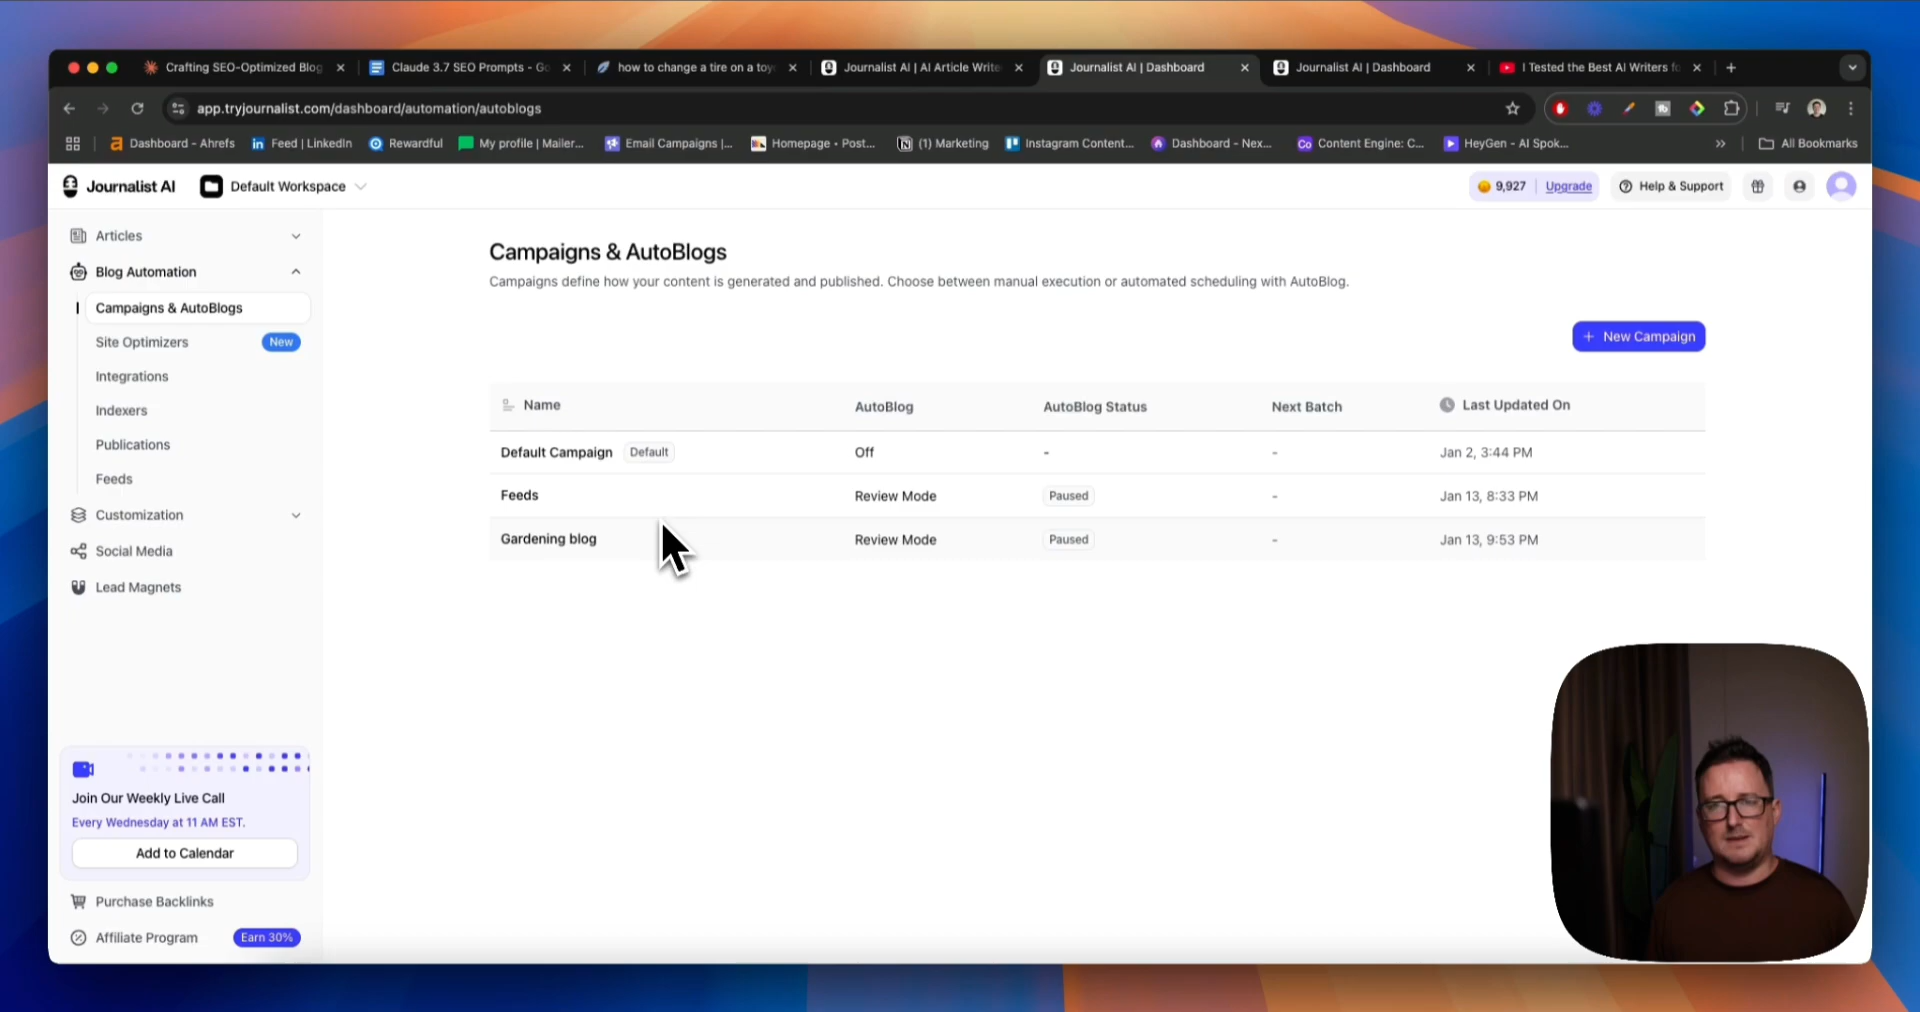 Crafting SEO-Optimized Blog
Claude 3.7 SEO Prompts - Go
how to change a tire on a toy
Journalist AI | AI Article Write
Journalist AI | Dashboard
Journalist AI | Dashboard
I Tested the Best AI Writers fo
app.tryjournalist.com/dashboard/automation/autoblogs
Dashboard - Ahrefs
Feed | LinkedIn
Rewardful
My profile | Mailer...
Email Campaigns |...
Homepage • Post...
(1) Marketing
Instagram Content...
Dashboard - Nex...
Content Engine: C...
HeyGen - AI Spok...
All Bookmarks
Journalist AI
Default Workspace
9,927
Upgrade
Help & Support
Articles
Blog Automation
Campaigns & AutoBlogs
Site Optimizers
New
Integrations
Indexers
Publications
Feeds
Customization
Social Media
Lead Magnets
Join Our Weekly Live Call
Every Wednesday at 11 AM EST.
Add to Calendar
Purchase Backlinks
Affiliate Program
Earn 30%
Campaigns & AutoBlogs
Campaigns define how your content is generated and published. Choose between manual execution or automated scheduling with AutoBlog.
+ New Campaign
Name AutoBlog AutoBlog Status Next Batch Last Updated On
Default Campaign Default Off - - Jan 2, 3:44 PM
Feeds Review Mode Paused - Jan 13, 8:33 PM
Gardening blog Review Mode Paused - Jan 13, 9:53 PM